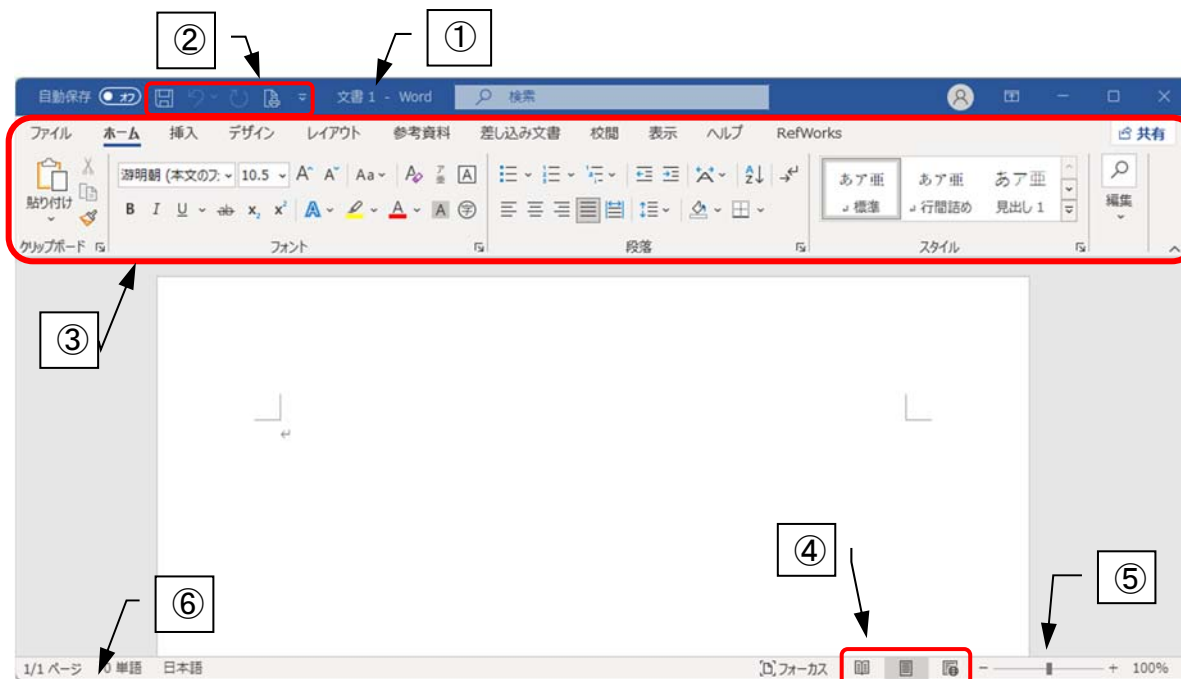 ② ①
自動保存 オフ 文書 1 - Word 検索
ファイル ホーム 挿入 デザイン レイアウト 参考資料 差し込み文書 校閲 表示 ヘルプ RefWorks 共有
游明朝 (本文のフ 10.5 A A Aa A ア亜 A
あア亜 あア亜 あア亜
貼り付け B I U ab x₂ x² A A A 字 標準 行間詰め 見出し 1 編集
クリップボード フォント 段落 スタイル
③
④
⑤
⑥
1/1 ページ 0 単語 日本語 フォーカス - + 100%